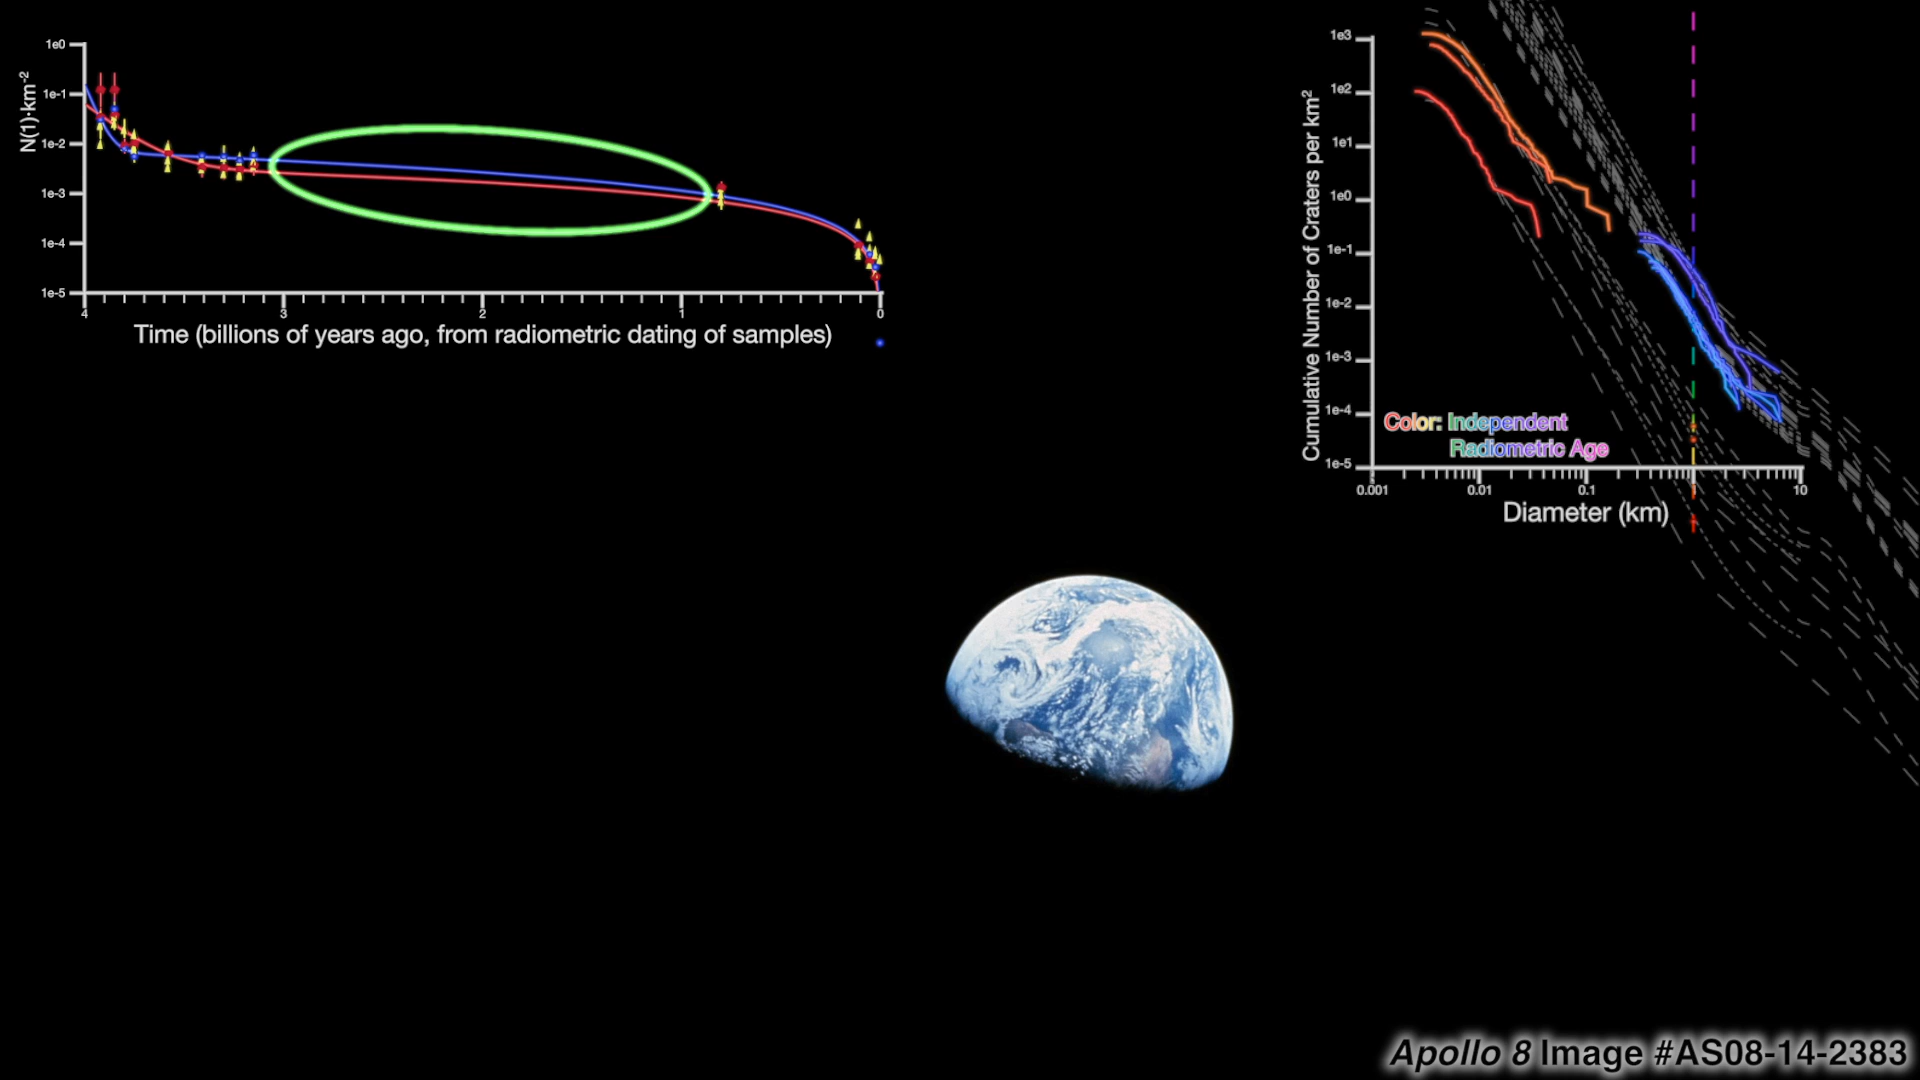 1e0
1e-1
1e-2
1e-3
1e-4
1e-5
N(1)·km-2
4 3 2 1 0
Time (billions of years ago, from radiometric dating of samples)
1e3
1e2
1e1
1e0
1e-1
1e-2
1e-3
1e-4
1e-5
Cumulative Number of Craters per km2
Color: Independent
Radiometric Age
0.001 0.01 0.1 10
Diameter (km)
Apollo 8 Image #AS08-14-2383